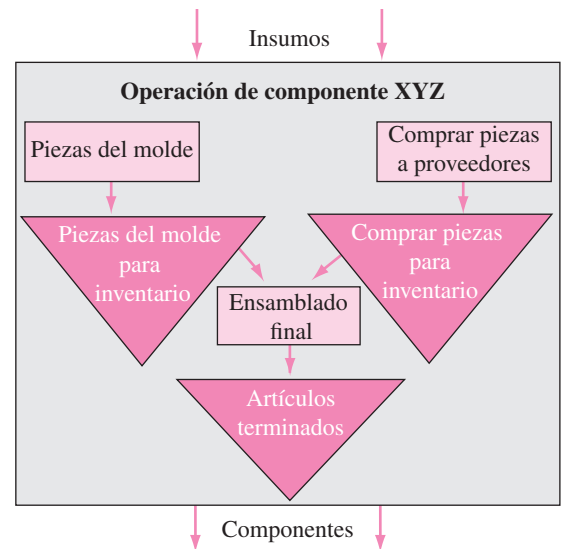 Insumos
Operación de componente XYZ
Piezas del molde
Comprar piezas
a proveedores
Piezas del molde
para
inventario
Comprar piezas
para
inventario
Ensamblado
final
Artículos
terminados
Componentes